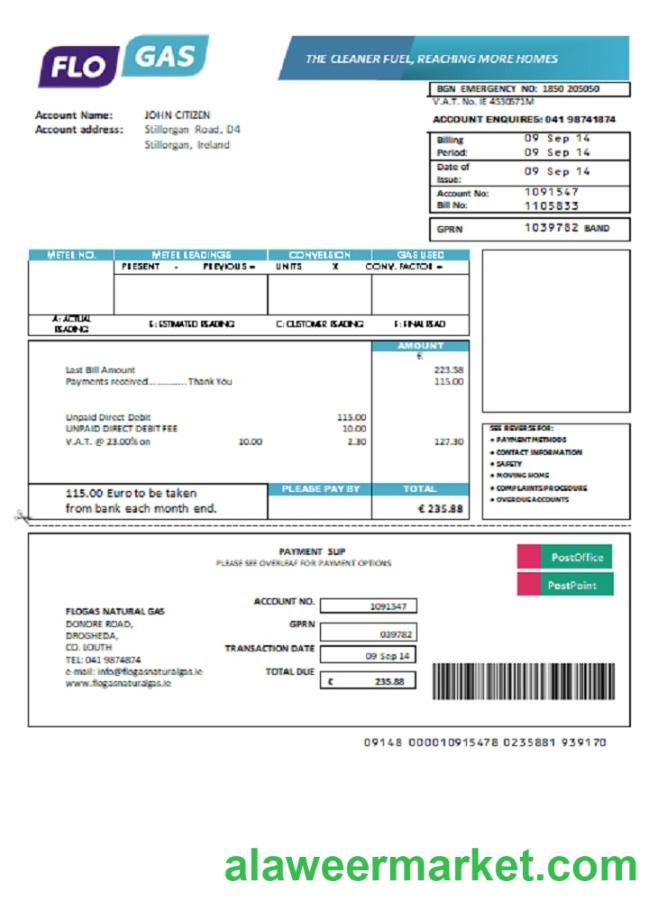 FLO GAS
THE CLEANER FUEL, REACHING MORE HOMES
BGN EMERGENCY NO: 1850 205050
V.A.T. No. IE 4530571M
ACCOUNT ENQUIRES: 041 98741874
Account Name: JOHN CITIZEN
Account address: Stillorgan Road, D4
Stillorgan, Ireland
Billing Period: 09 Sep 14
09 Sep 14
Date of Issue: 09 Sep 14
Account No: 1091547
Bill No: 1105833
GPRN 1039782 BAND
METEL NO. METEL LEADINGS CONVELSION GAS USED
PLESENT - PLEVIOUS = UNITS X CONV. FACTOL =
A: ACTUAL READING E: ESTIMATED READING C: CUSTOMER READING F: FINAL READ
AMOUNT
€
Last Bill Amount 223.58
Payments received.............. Thank You 115.00
Unpaid Direct Debit 115.00
UNPAID DIRECT DEBIT FEE 10.00
V.A.T. @ 23.00% on 10.00 2.30 127.30
SEE REVERSE FOR:
• PAYMENT METHODS
• CONTACT INFORMATION
• SAFETY
• MOVING HOME
• COMPLAINTS PROCEDURE
• OVERDUE ACCOUNTS
115.00 Euro to be taken
from bank each month end.
PLEASE PAY BY TOTAL
€ 235.88
PAYMENT SLIP
PLEASE SEE OVERLEAF FOR PAYMENT OPTIONS
PostOffice
PostPoint
FLOGAS NATURAL GAS
DONORE ROAD,
DROGHEDA,
CO. LOUTH
TEL: 041 9874874
e-mail: info@flogasnaturalgas.ie
www.flogasnaturalgas.ie
ACCOUNT NO. 1091547
GPRN 039782
TRANSACTION DATE 09 Sep 14
TOTAL DUE € 235.88
09148 000010915478 0235881 939170
alaweermarket.com